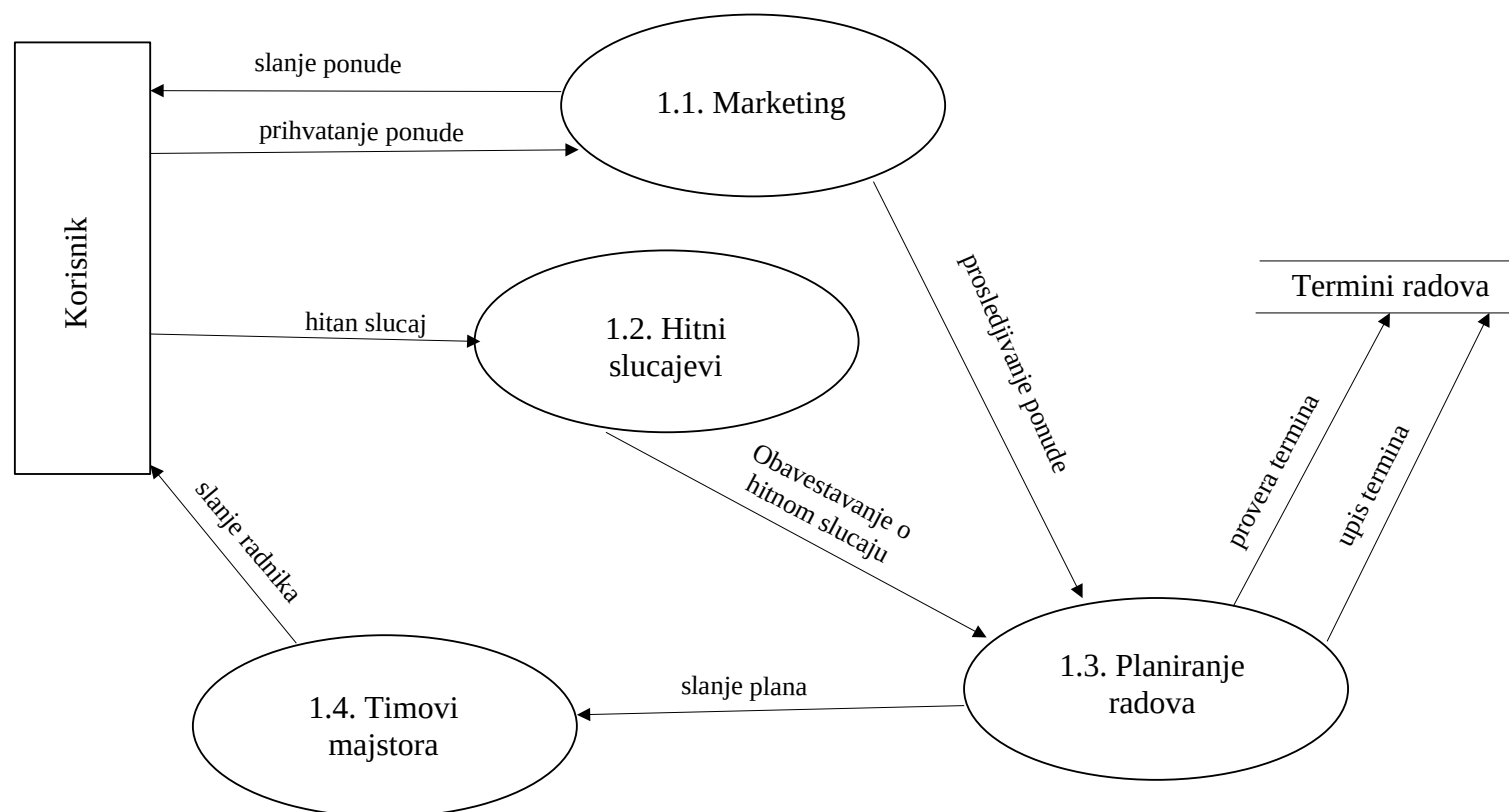 slanje ponude
1.1. Marketing
prihvatanje ponude
Korisnik
hitan slucaj
1.2. Hitni
slucajevi
prosledjivanje ponude
Termini radova
provera termina
upis termina
Obavestavanje o
hitnom slucaju
slanje radnika
1.3. Planiranje
radova
slanje plana
1.4. Timovi
majstora